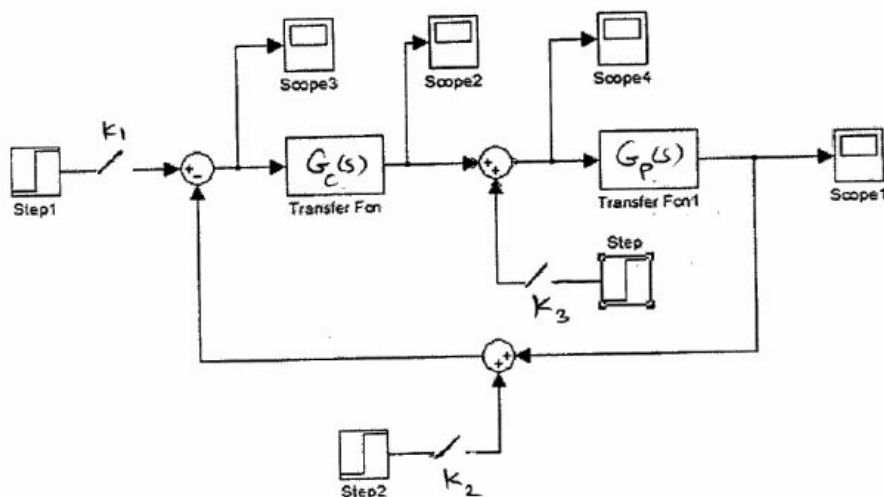 Scope3
Scope2
Scope4
K1
Gc(s)
Gp(s)
Step1
Transfer Fcn
Transfer Fcn1
Scope1
Step
K3
Step2
K2